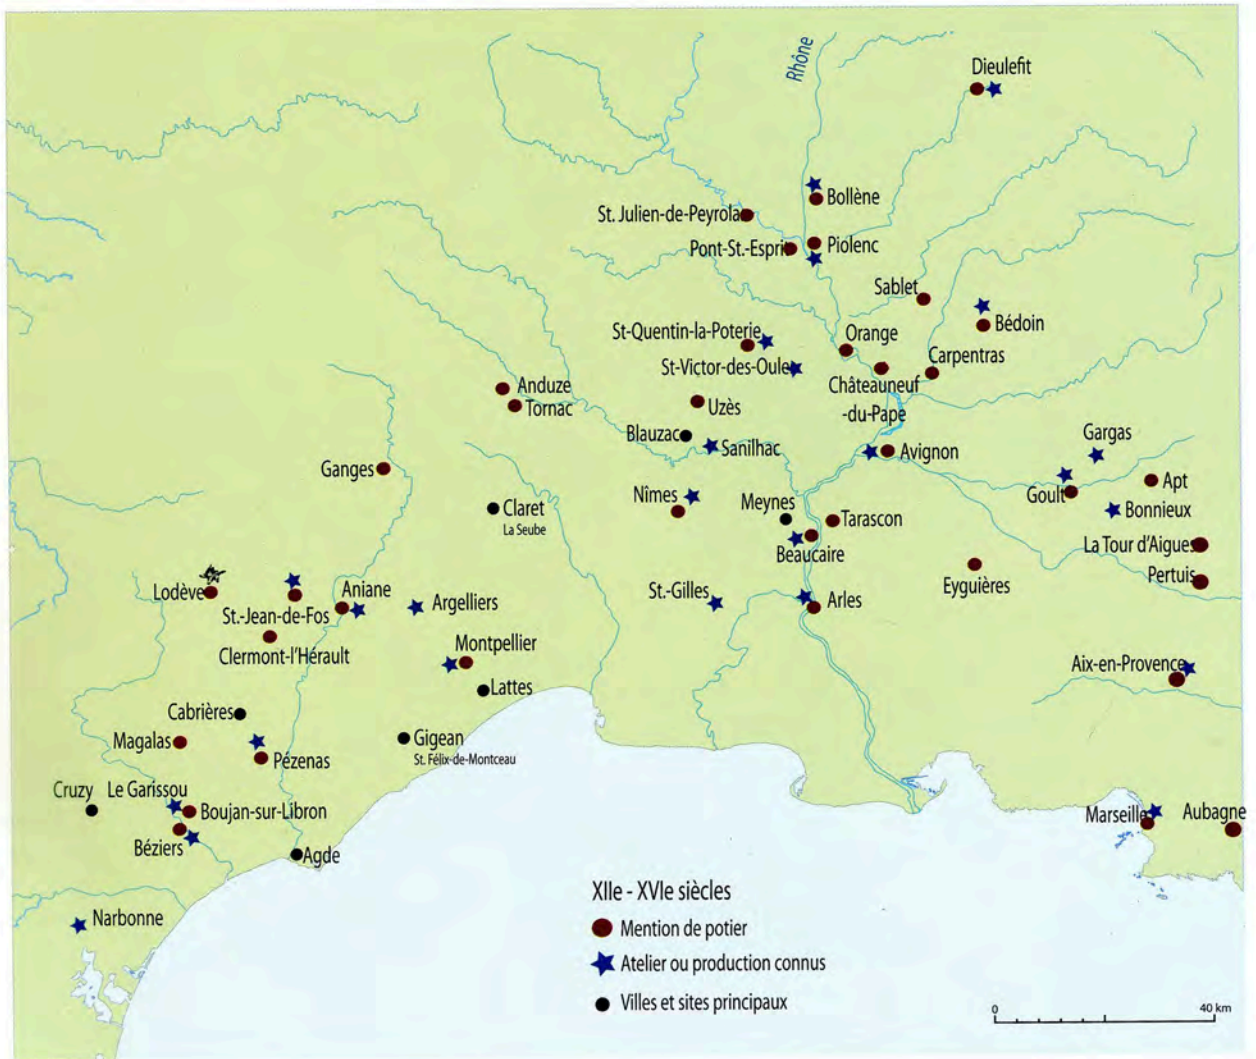 Rhône
Dieulefit
Bollène
St. Julien-de-Peyrola
Pont-St.-Esprit
Piolenc
Sablet
Bédoin
St-Quentin-la-Poterie
Orange
St-Victor-des-Oule
Carpentras
Châteauneuf
-du-Pape
Anduze
Tornac
Uzès
Blauzac
Sanilhac
Avignon
Gargas
Ganges
Goult
Apt
Nîmes
Meynes
Bonnieux
Claret
La Seube
Tarascon
Beaucaire
La Tour d'Aigues
Pertuis
Eyguières
Lodève
St.-Jean-de-Fos
Aniane
Argelliers
St.-Gilles
Arles
Clermont-l'Hérault
Montpellier
Aix-en-Provence
Lattes
Cabrières
Magalas
Pézenas
Gigean
St. Félix-de-Montceau
Cruzy
Le Garissou
Boujan-sur-Libron
Béziers
Agde
Marseille
Aubagne
Narbonne
XIIe - XVIe siècles
Mention de potier
Atelier ou production connus
Villes et sites principaux
0 40 km